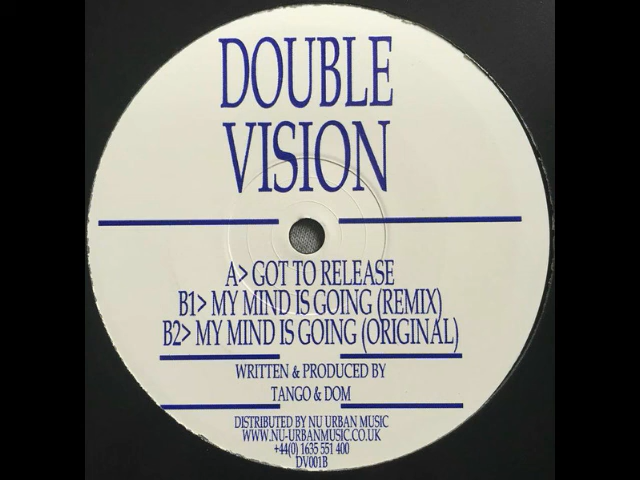 DOUBLE
VISION
A> GOT TO RELEASE
B1> MY MIND IS GOING (REMIX)
B2> MY MIND IS GOING (ORIGINAL)
WRITTEN & PRODUCED BY
TANGO & DOM
DISTRIBUTED BY NU URBAN MUSIC
WWW.NU-URBANMUSIC.CO.UK
+44(0) 1635 551 400
DV001B